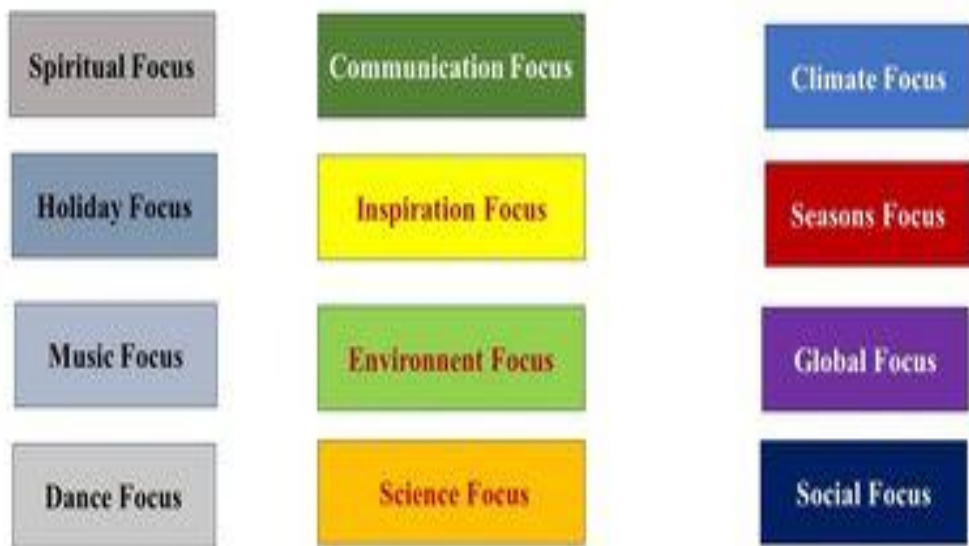 Spiritual Focus
Communication Focus
Climate Focus
Holiday Focus
Inspiration Focus
Seasons Focus
Music Focus
Environnent Focus
Global Focus
Dance Focus
Science Focus
Social Focus